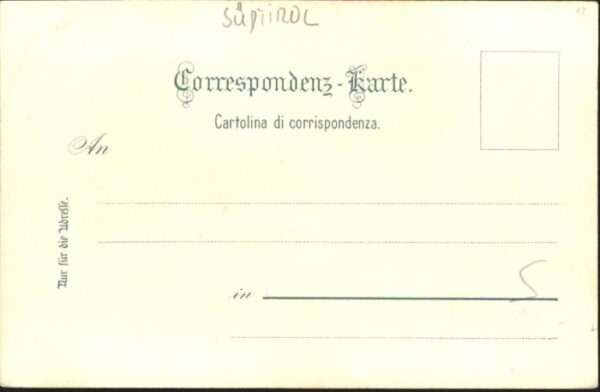 SÜDTIROL
Correspondenz-Karte.
Cartolina di corrispondenza.
An
Nur für die Adresse.
in
S